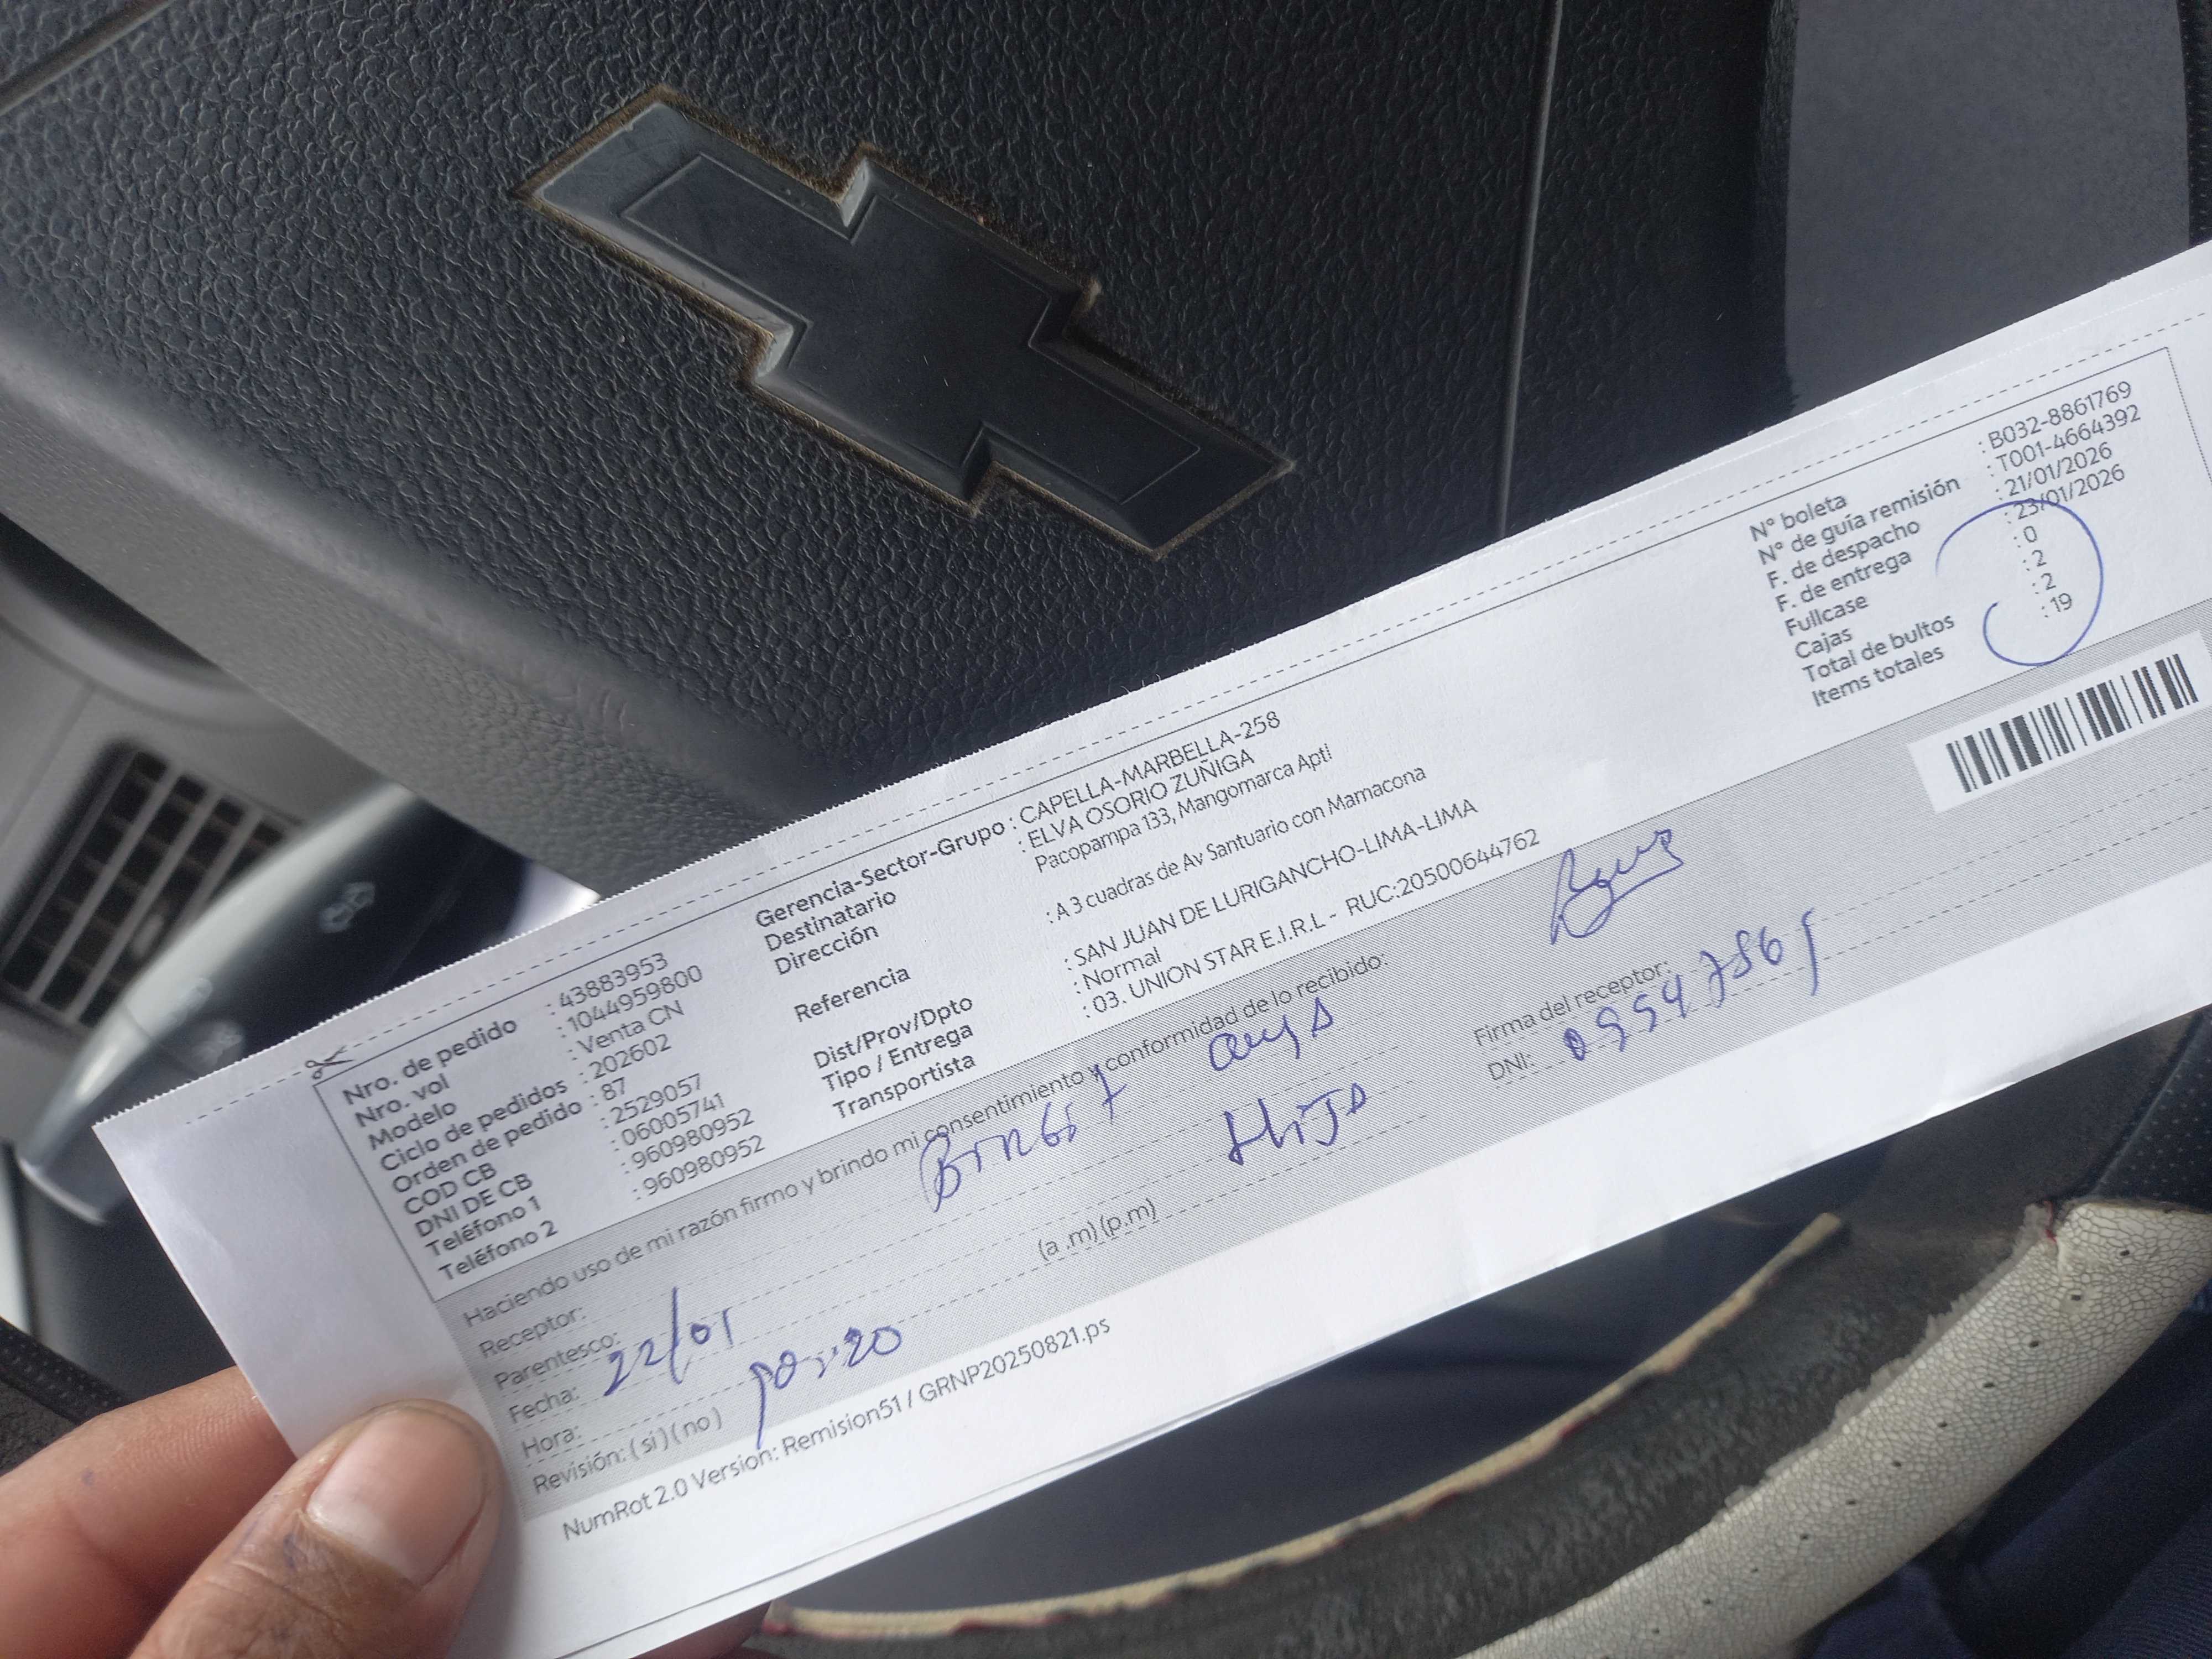 Nro. de pedido : 43883953
Nro. vol : 1044959800
Modelo : Venta CN
Ciclo de pedidos : 202602
Orden de pedido : 87
COD CB : 2529057
DNI DE CB : 06005741
Teléfono 1 : 960980952
Teléfono 2 : 960980952
Gerencia-Sector-Grupo : CAPELLA-MARBELLA-258
Destinatario : ELVA OSORIO ZUÑIGA
Dirección Pacopampa 133, Mangomarca Aptl
Referencia : A 3 cuadras de Av Santuario con Mamacona
Dist/Prov/Dpto : SAN JUAN DE LURIGANCHO-LIMA-LIMA
Tipo / Entrega : Normal
Transportista : 03. UNION STAR E.I.R.L - RUC:20500644762
N° boleta : B032-8861769
N° de guía remisión : T001-4664392
F. de despacho : 21/01/2026
F. de entrega : 23/01/2026
Fullcase : 0
Cajas : 2
Total de bultos : 2
Items totales : 19
Haciendo uso de mi razón firmo y brindo mi consentimiento y conformidad de lo recibido:
Receptor:
Parentesco: HiJo
Fecha: 22/01
Hora:
Revisión: (si) (no)
(a .m) (p.m)
Firma del receptor:
DNI:
NumRot 2.0 Version: Remision51 / GRNP20250821.ps